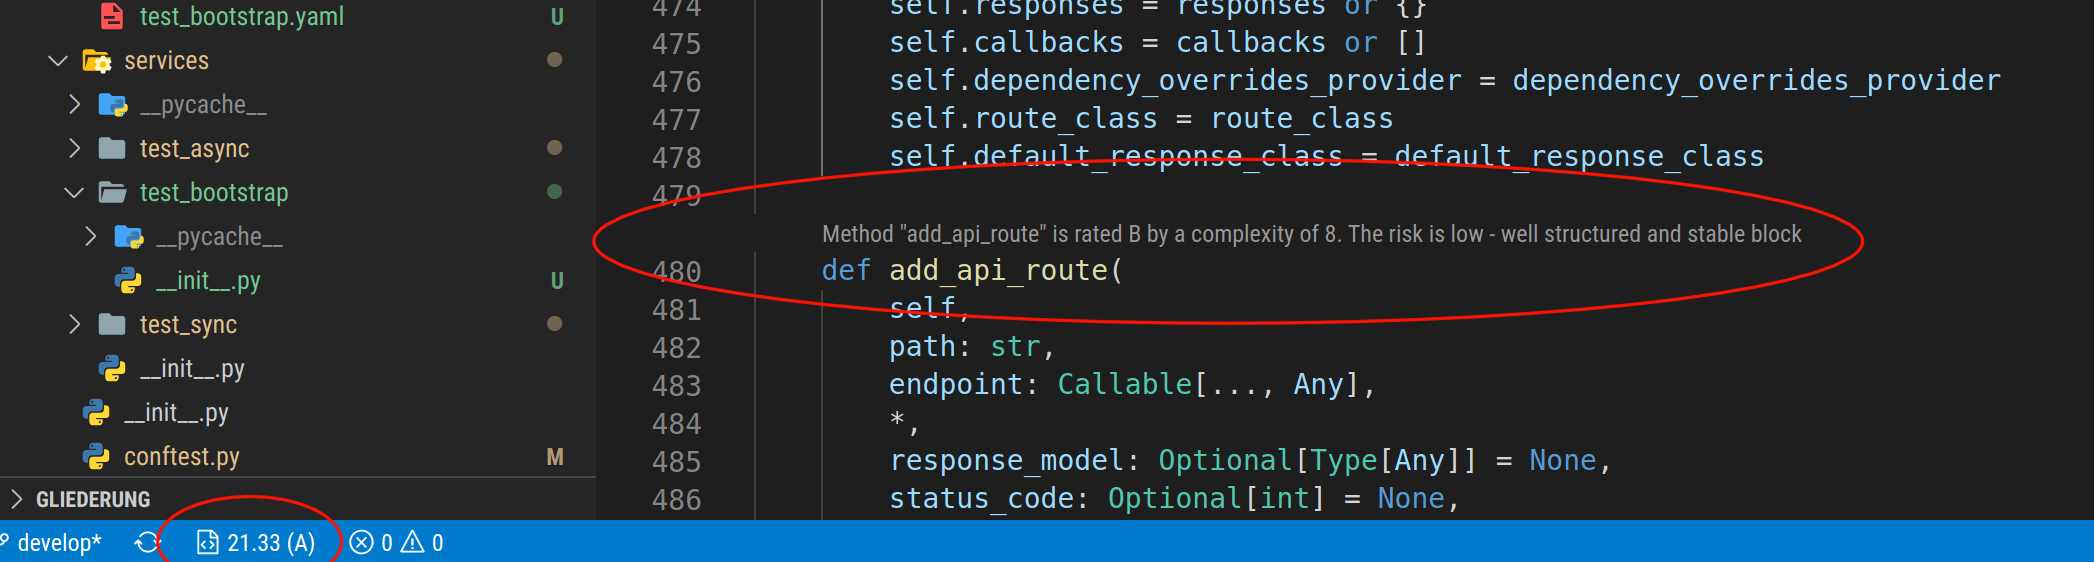 test_bootstrap.yaml U
services
__pycache__
test_async
test_bootstrap
__pycache__
__init__.py U
test_sync
__init__.py
__init__.py
conftest.py M
GLIEDERUNG
474 self.responses = responses or {}
475 self.callbacks = callbacks or []
476 self.dependency_overrides_provider = dependency_overrides_provider
477 self.route_class = route_class
478 self.default_response_class = default_response_class
479
Method "add_api_route" is rated B by a complexity of 8. The risk is low - well structured and stable block
480 def add_api_route(
481 self,
482 path: str,
483 endpoint: Callable[..., Any],
484 *,
485 response_model: Optional[Type[Any]] = None,
486 status_code: Optional[int] = None,
develop* 21.33 (A) 0 0